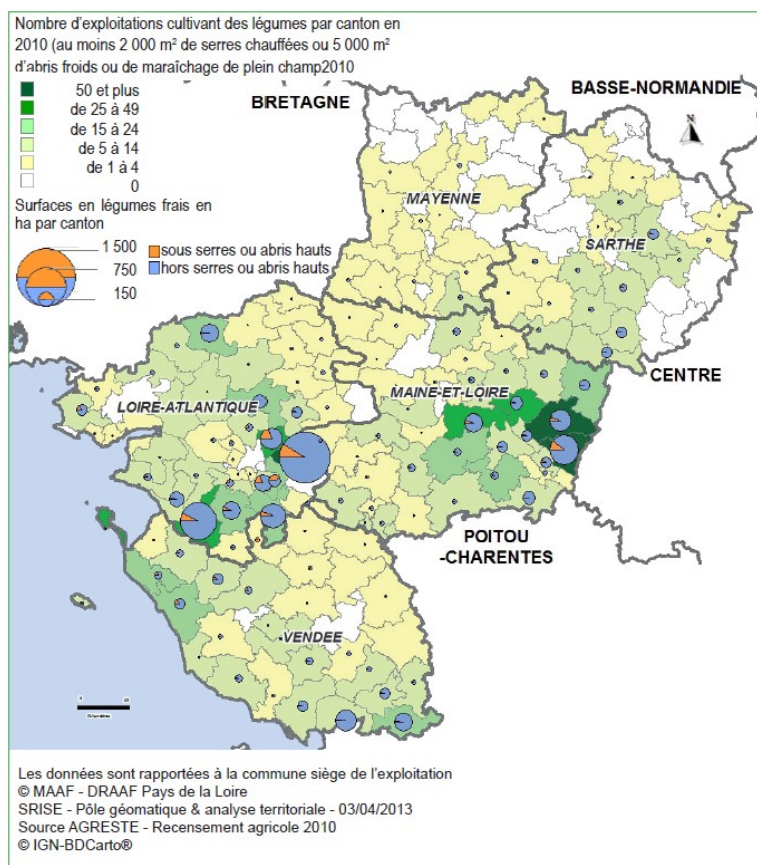 Nombre d'exploitations cultivant des légumes par canton en
2010 (au moins 2 000 m² de serres chauffées ou 5 000 m²
d'abris froids ou de maraîchage de plein champ2010
50 et plus
de 25 à 49
de 15 à 24
de 5 à 14
de 1 à 4
0
Surfaces en légumes frais en
ha par canton
1 500
750
150
sous serres ou abris hauts
hors serres ou abris hauts
BRETAGNE
BASSE-NORMANDIE
N
MAYENNE
SARTHE
CENTRE
MAINE-ET-LOIRE
LOIRE-ATLANTIQUE
POITOU
-CHARENTES
VENDEE
Les données sont rapportées à la commune siège de l'exploitation
© MAAF - DRAAF Pays de la Loire
SRISE - Pôle géomatique & analyse territoriale - 03/04/2013
Source AGRESTE - Recensement agricole 2010
© IGN-BDCarto®